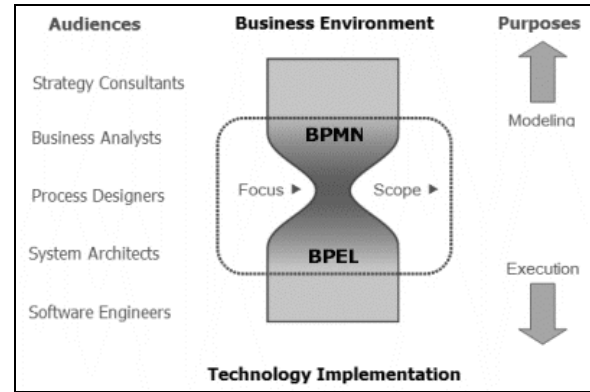 Audiences
Business Environment
Purposes
Strategy Consultants
Modeling
Business Analysts
BPMN
Process Designers
Focus
Scope
System Architects
BPEL
Execution
Software Engineers
Technology Implementation